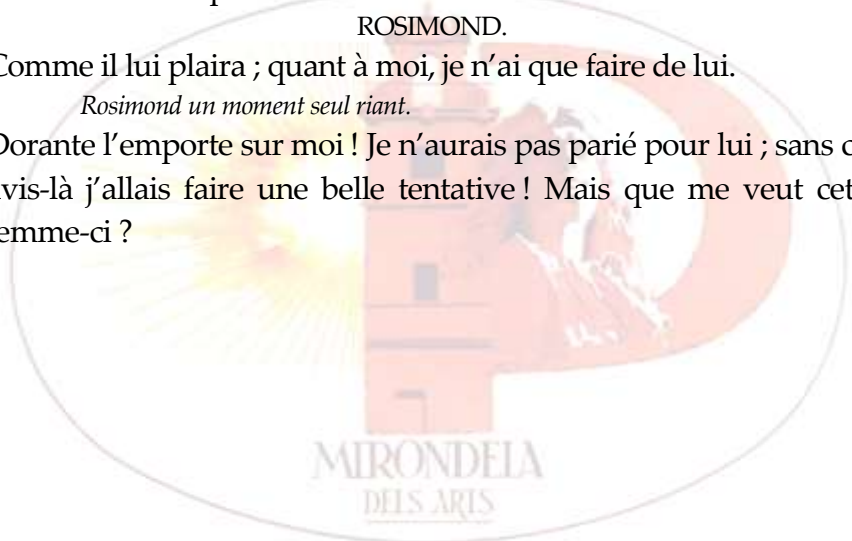 ROSIMOND.
Comme il lui plaira ; quant à moi, je n’ai que faire de lui.
Rosimond un moment seul riant.
Dorante l’emporte sur moi ! Je n’aurais pas parié pour lui ; sans c
vis-là j’allais faire une belle tentative ! Mais que me veut cet
emme-ci ?
MIRONDELA
DELS ARTS